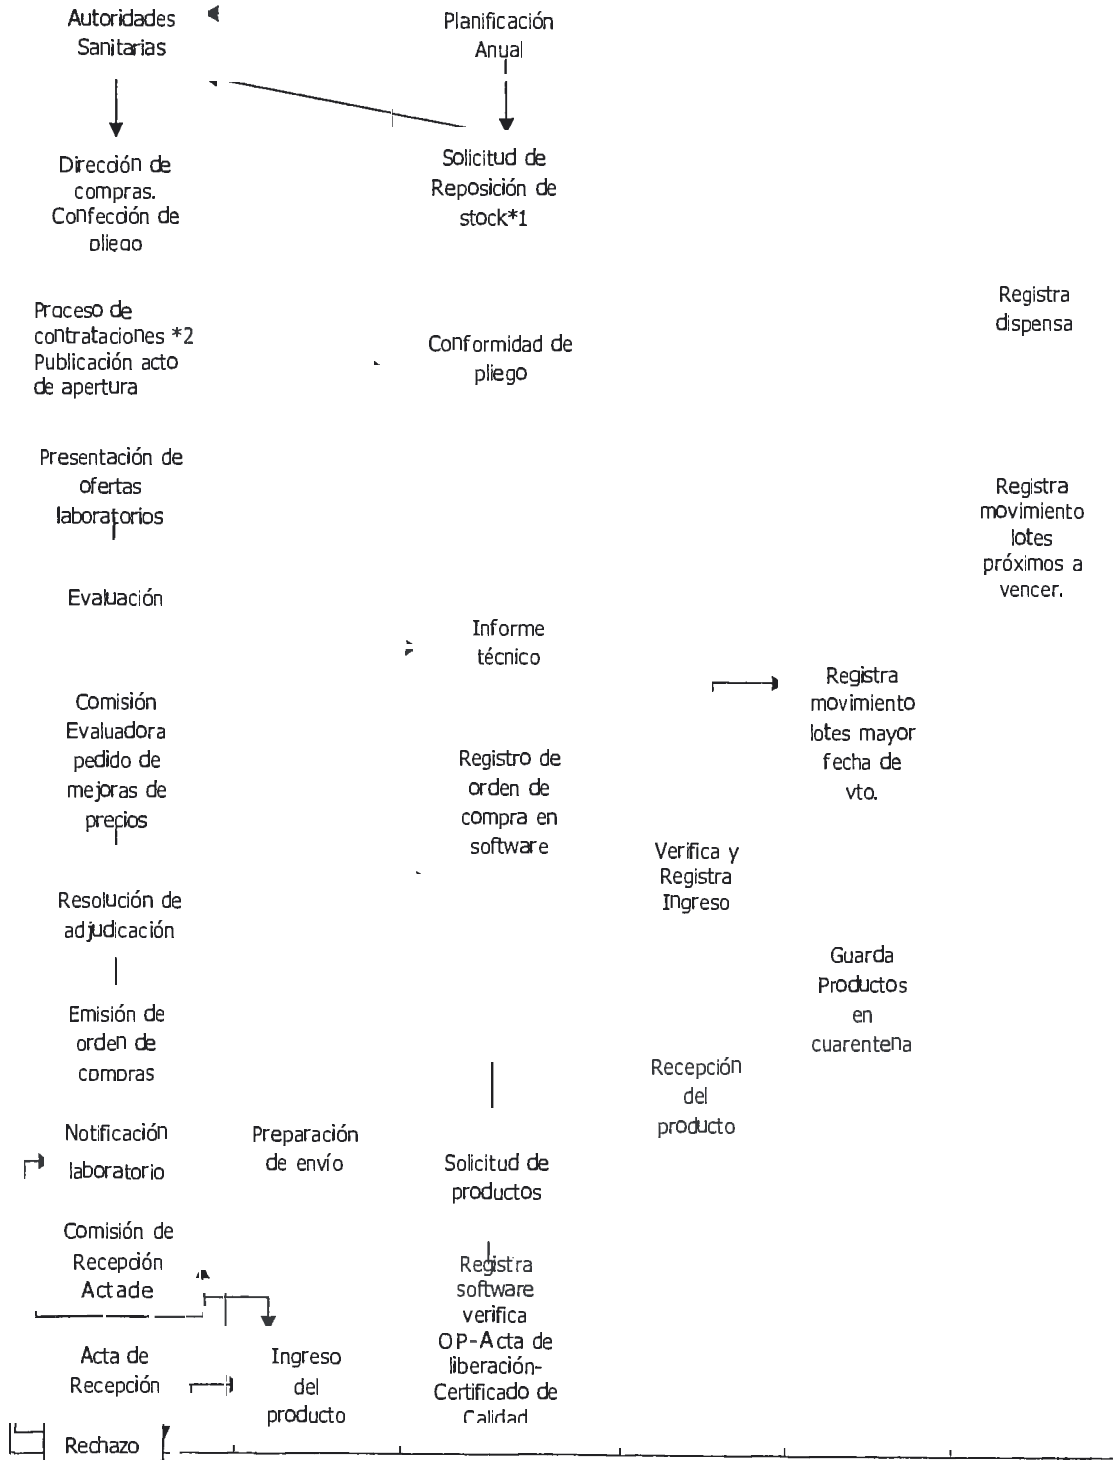 Autoridades
Sanitarias
Planificación
Anual
Dirección de
compras.
Confección de
pliego
Solicitud de
Reposición de
stock*1
Proceso de
contrataciones *2
Publicación acto
de apertura
Conformidad de
pliego
Registra
dispensa
Presentación de
ofertas
laboratorios
Registra
movimiento
lotes
próximos a
vencer.
Evaluación
Informe
técnico
Comisión
Evaluadora
pedido de
mejoras de
precios
Registro de
orden de
compra en
software
Registra
movimiento
lotes mayor
fecha de
vto.
Verifica y
Registra
Ingreso
Resolución de
adjudicación
Guarda
Productos
en
cuarentena
Emisión de
orden de
compras
Recepción
del
producto
Notificación
laboratorio
Preparación
de envío
Solicitud de
productos
Comisión de
Recepción
Actade
Registra
software
verifica
OP-Acta de
liberación-
Certificado de
Calidad
Acta de
Recepción
Ingreso
del
producto
Rechazo